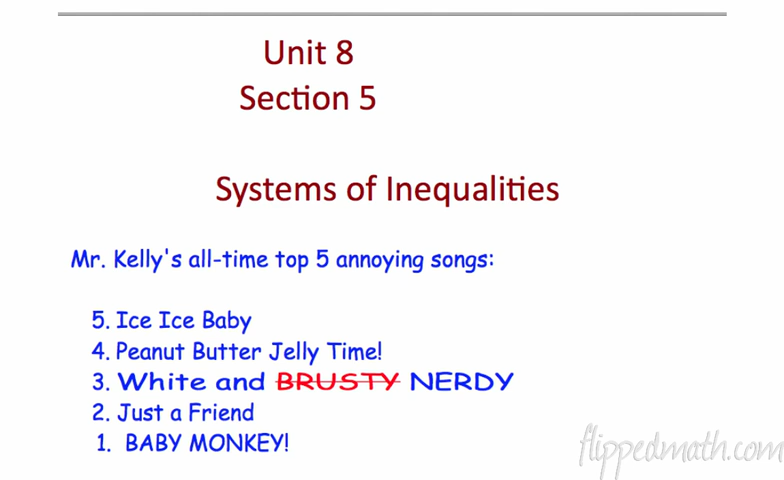 Unit 8
Section 5
Systems of Inequalities
Mr. Kelly's all-time top 5 annoying songs:
5. Ice Ice Baby
4. Peanut Butter Jelly Time!
3. White and BRUSTY NERDY
2. Just a Friend
1. BABY MONKEY!
flippedmath.com